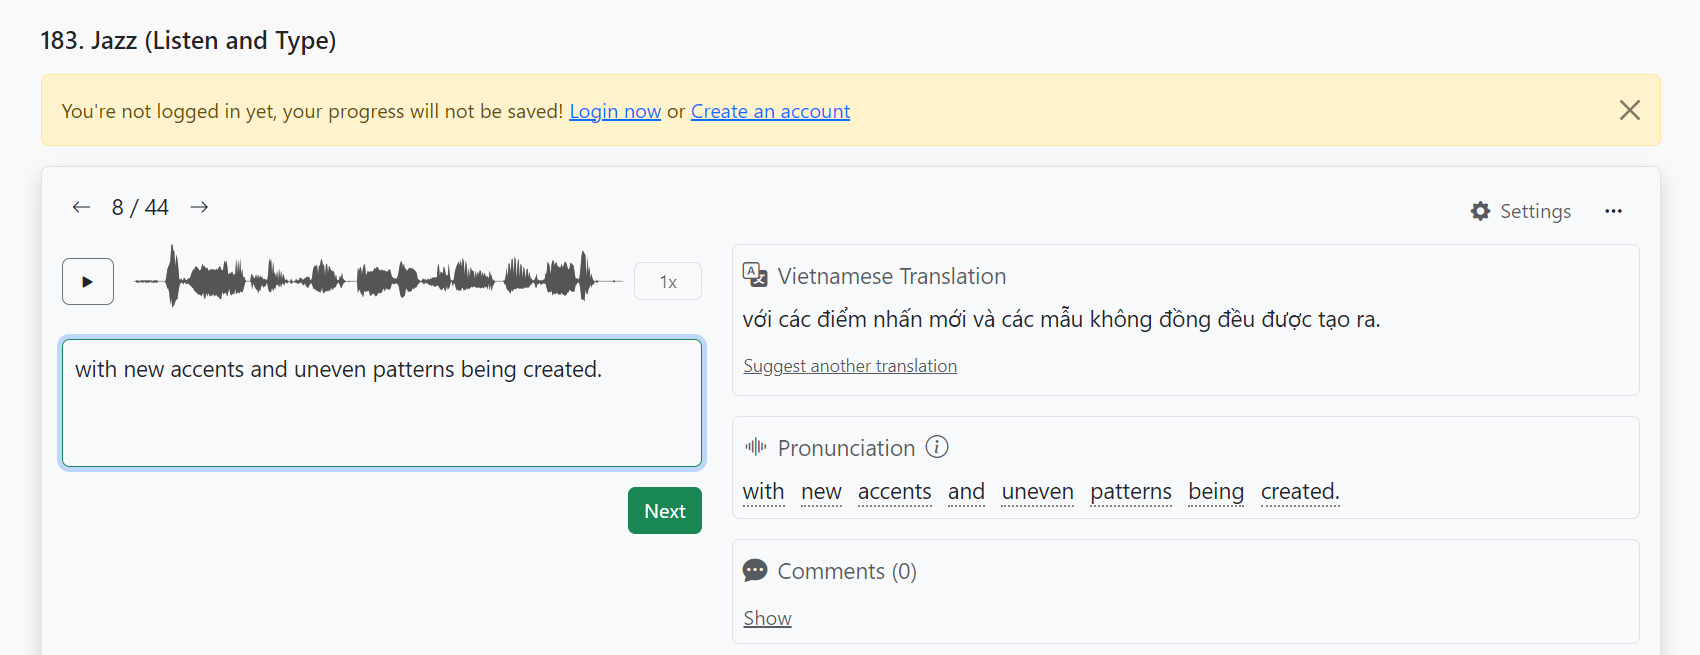 183. Jazz (Listen and Type)
You're not logged in yet, your progress will not be saved! Login now or Create an account
8 / 44
Settings
1x
with new accents and uneven patterns being created.
Next
Vietnamese Translation
với các điểm nhấn mới và các mẫu không đồng đều được tạo ra.
Suggest another translation
Pronunciation
with new accents and uneven patterns being created.
Comments (0)
Show